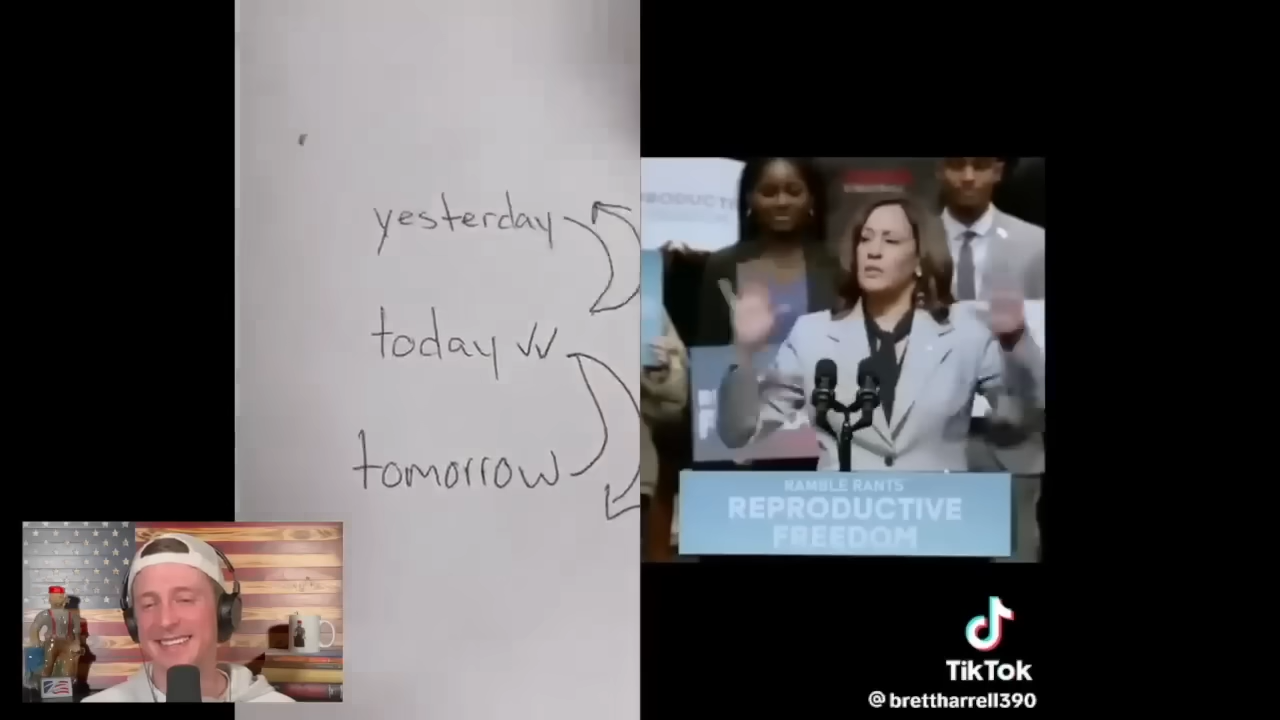 yesterday
today
tomorrow
RAMBLE RANTS
REPRODUCTIVE
FREEDOM
TikTok
@brettharrell390